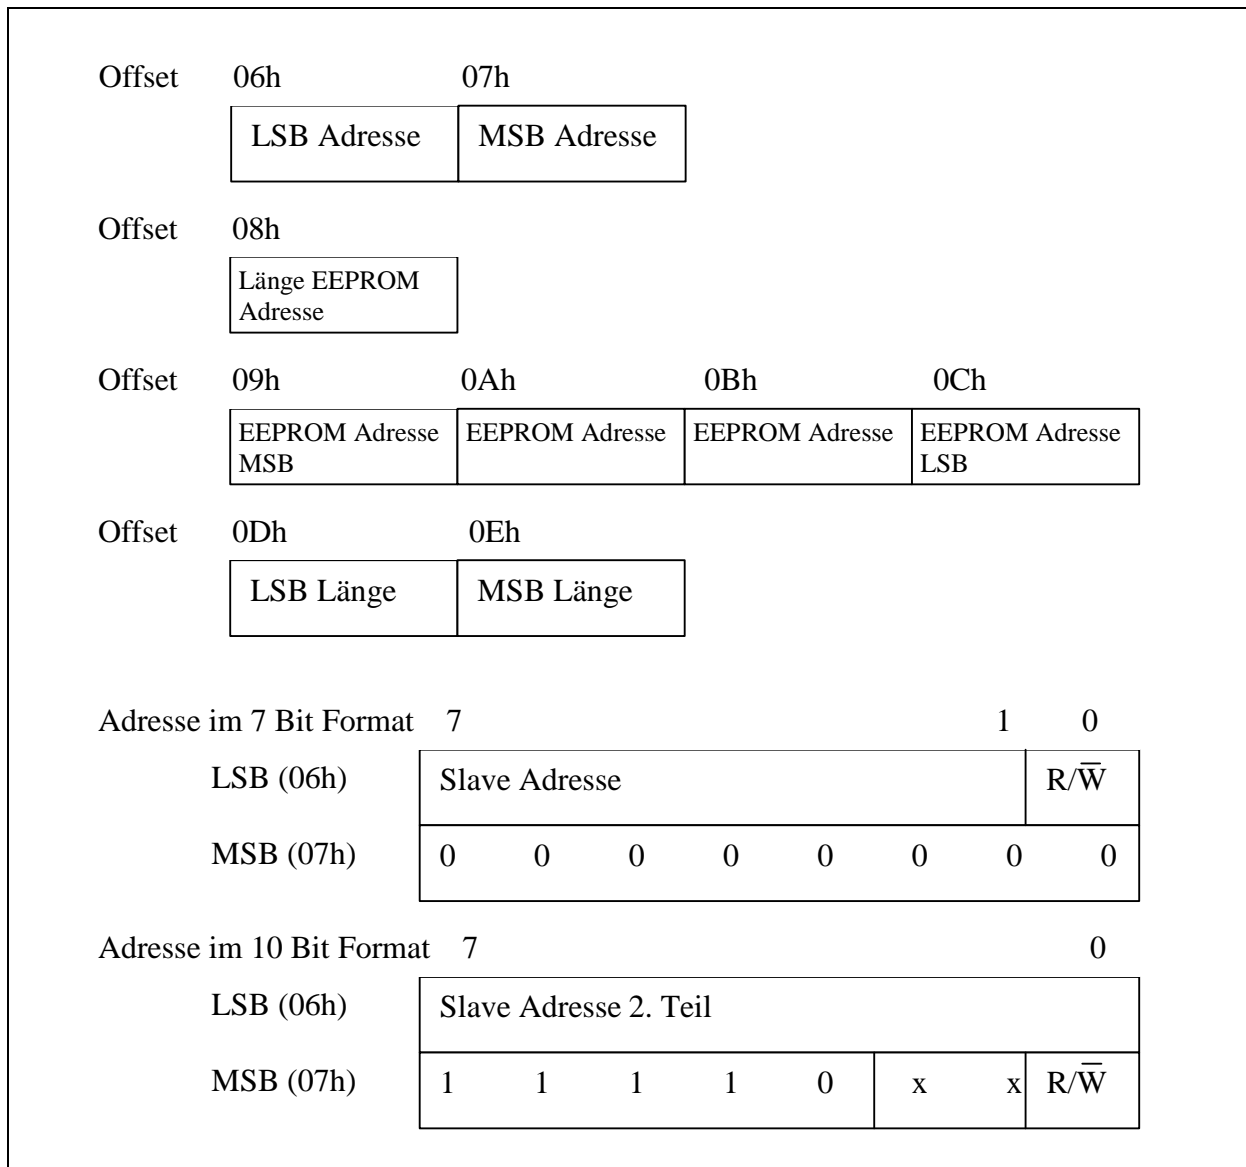 Offset 06h 07h
LSB Adresse MSB Adresse
Offset 08h
Länge EEPROM
Adresse
Offset 09h 0Ah 0Bh 0Ch
EEPROM Adresse EEPROM Adresse EEPROM Adresse EEPROM Adresse
MSB LSB
Offset 0Dh 0Eh
LSB Länge MSB Länge
Adresse im 7 Bit Format 7 1 0
LSB (06h) Slave Adresse R/W̅
MSB (07h) 0 0 0 0 0 0 0 0
Adresse im 10 Bit Format 7 0
LSB (06h) Slave Adresse 2. Teil
MSB (07h) 1 1 1 1 0 x x R/W̅